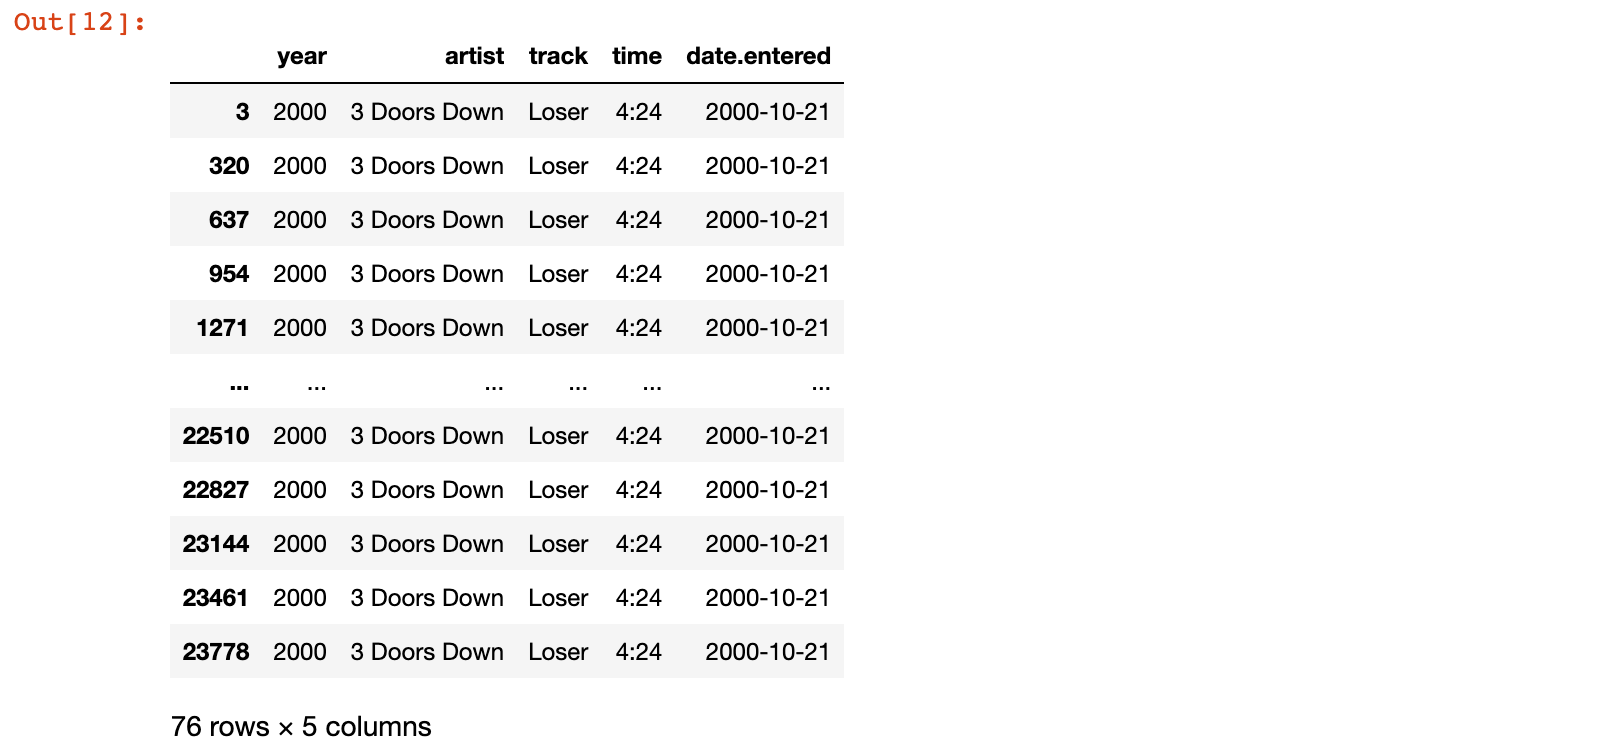 Out[12]:
year artist track time date.entered
3 2000 3 Doors Down Loser 4:24 2000-10-21
320 2000 3 Doors Down Loser 4:24 2000-10-21
637 2000 3 Doors Down Loser 4:24 2000-10-21
954 2000 3 Doors Down Loser 4:24 2000-10-21
1271 2000 3 Doors Down Loser 4:24 2000-10-21
... ... ... ... ... ...
22510 2000 3 Doors Down Loser 4:24 2000-10-21
22827 2000 3 Doors Down Loser 4:24 2000-10-21
23144 2000 3 Doors Down Loser 4:24 2000-10-21
23461 2000 3 Doors Down Loser 4:24 2000-10-21
23778 2000 3 Doors Down Loser 4:24 2000-10-21
76 rows × 5 columns